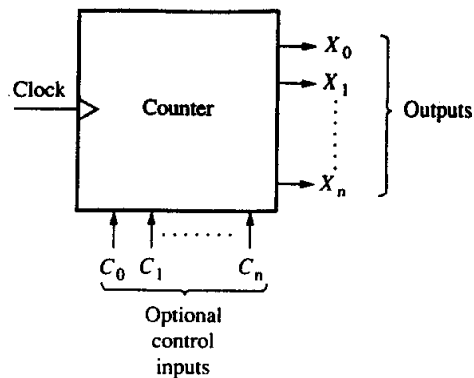 X₀
Clock
X₁
Counter
Outputs
Xₙ
C₀ C₁ Cₙ
Optional
control
inputs